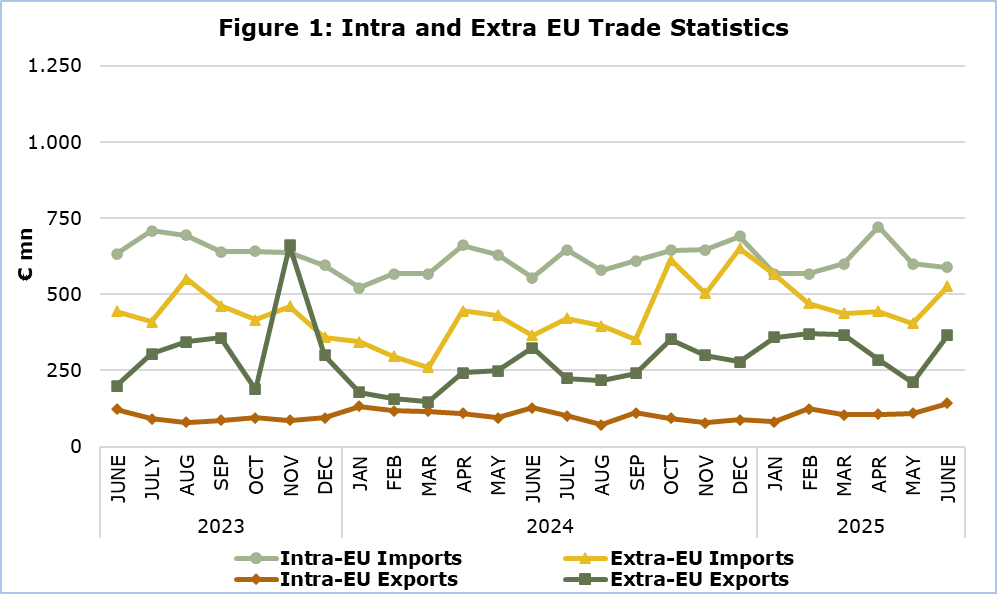 Figure 1: Intra and Extra EU Trade Statistics
1.250
1.000
750
500
250
0
€ mn
JUNE JULY AUG SEP OCT NOV DEC JAN FEB MAR APR MAY JUNE JULY AUG SEP OCT NOV DEC JAN FEB MAR APR MAY JUNE
2023 2024 2025
Intra-EU Imports Extra-EU Imports
Intra-EU Exports Extra-EU Exports